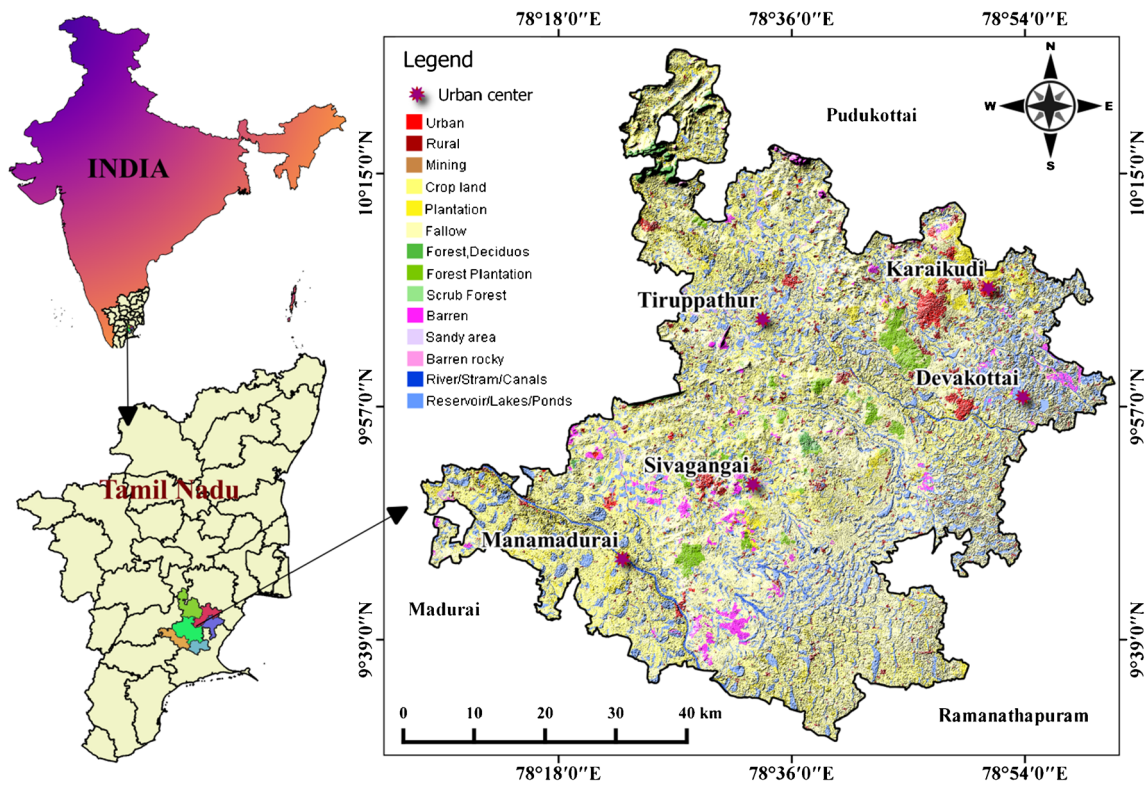 INDIA
Tamil Nadu
78°18'0"E
78°36'0"E
78°54'0"E
Legend
Urban center
Urban
Rural
Mining
Crop land
Plantation
Fallow
Forest,Deciduos
Forest Plantation
Scrub Forest
Barren
Sandy area
Barren rocky
River/Stram/Canals
Reservoir/Lakes/Ponds
N
W
E
S
Pudukottai
Karaikudi
Tiruppathur
Devakottai
Sivagangai
Manamadurai
Madurai
Ramanathapuram
10°15'0"N
9°57'0"N
9°39'0"N
10°15'0"N
9°57'0"N
9°39'0"N
0 10 20 30 40 km
78°18'0"E
78°36'0"E
78°54'0"E